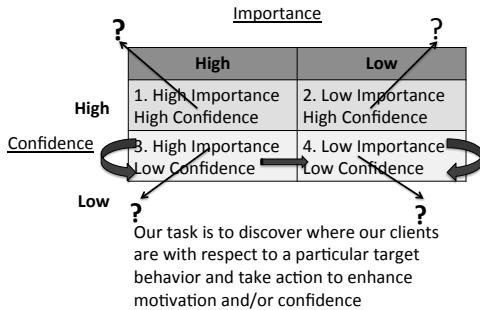 Importance
? ?
High Low
High
1. High Importance
High Confidence
2. Low Importance
High Confidence
Confidence
3. High Importance
Low Confidence
4. Low Importance
Low Confidence
Low
? ?
Our task is to discover where our clients
are with respect to a particular target
behavior and take action to enhance
motivation and/or confidence